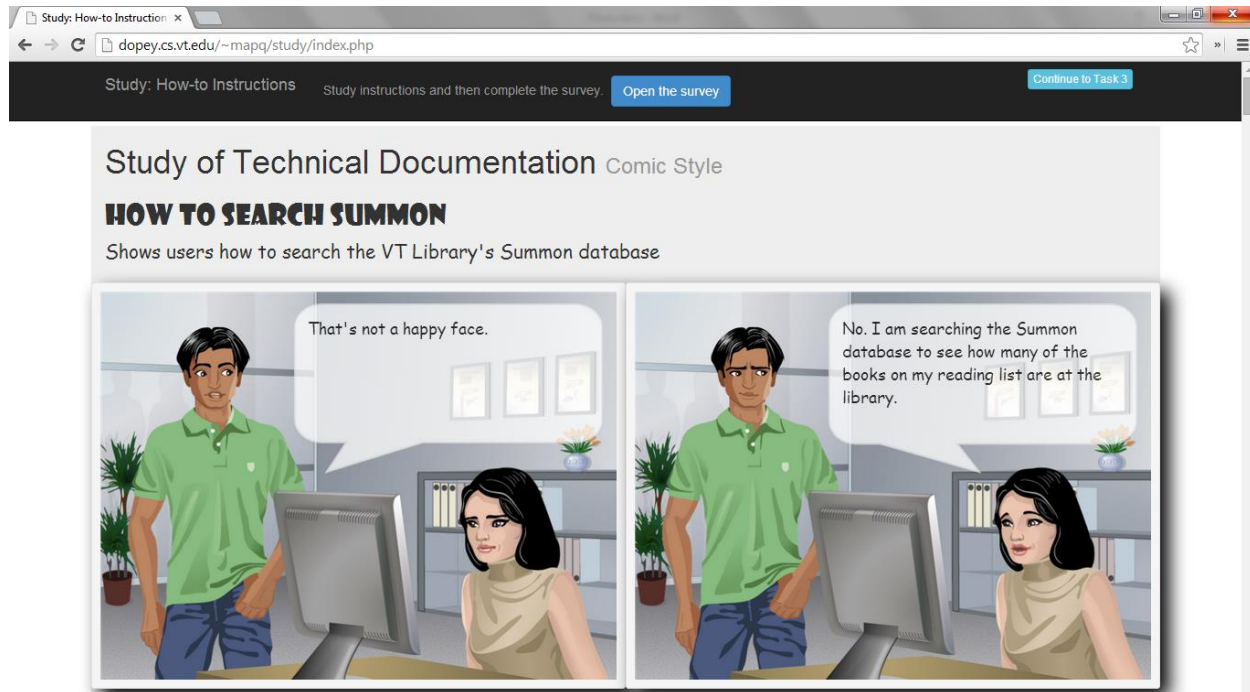 Study: How-to Instruction
dopey.cs.vt.edu/~mapq/study/index.php
Study: How-to Instructions
Study instructions and then complete the survey.
Open the survey
Continue to Task 3
Study of Technical Documentation Comic Style
HOW TO SEARCH SUMMON
Shows users how to search the VT Library's Summon database
That's not a happy face.
No. I am searching the Summon
database to see how many of the
books on my reading list are at the
library.